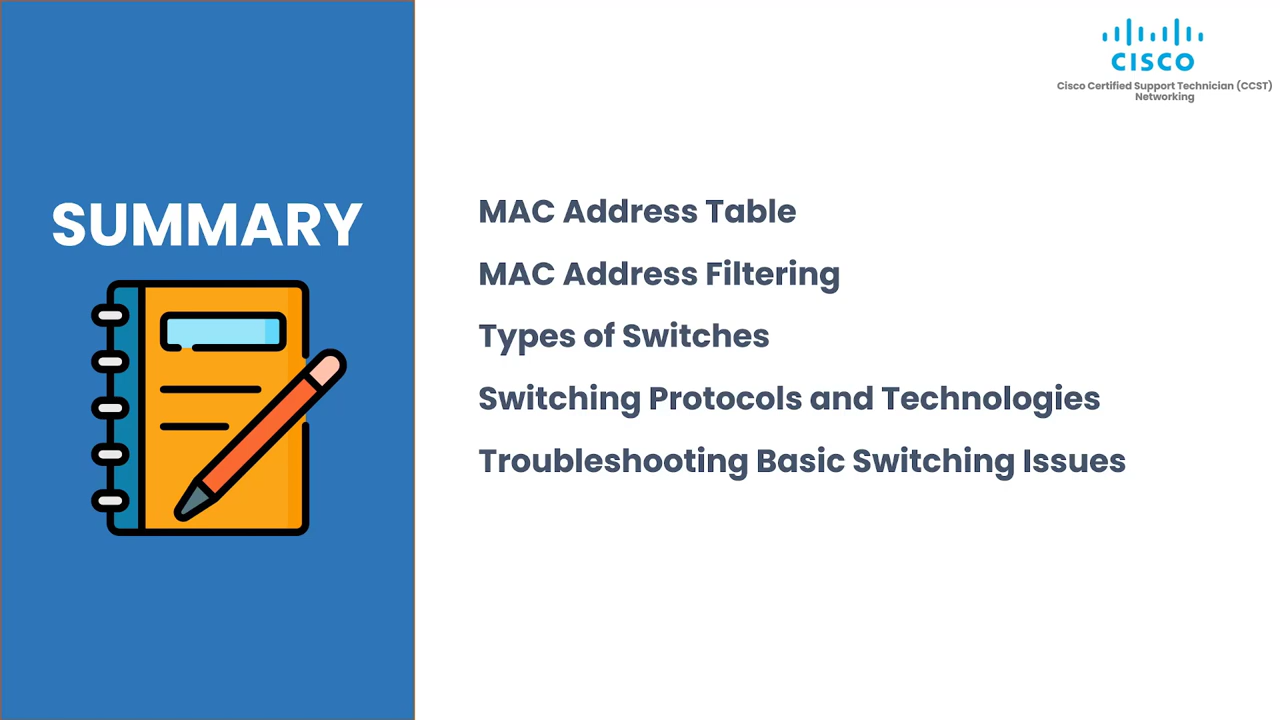 CISCO
Cisco Certified Support Technician (CCST)
Networking
SUMMARY
MAC Address Table
MAC Address Filtering
Types of Switches
Switching Protocols and Technologies
Troubleshooting Basic Switching Issues